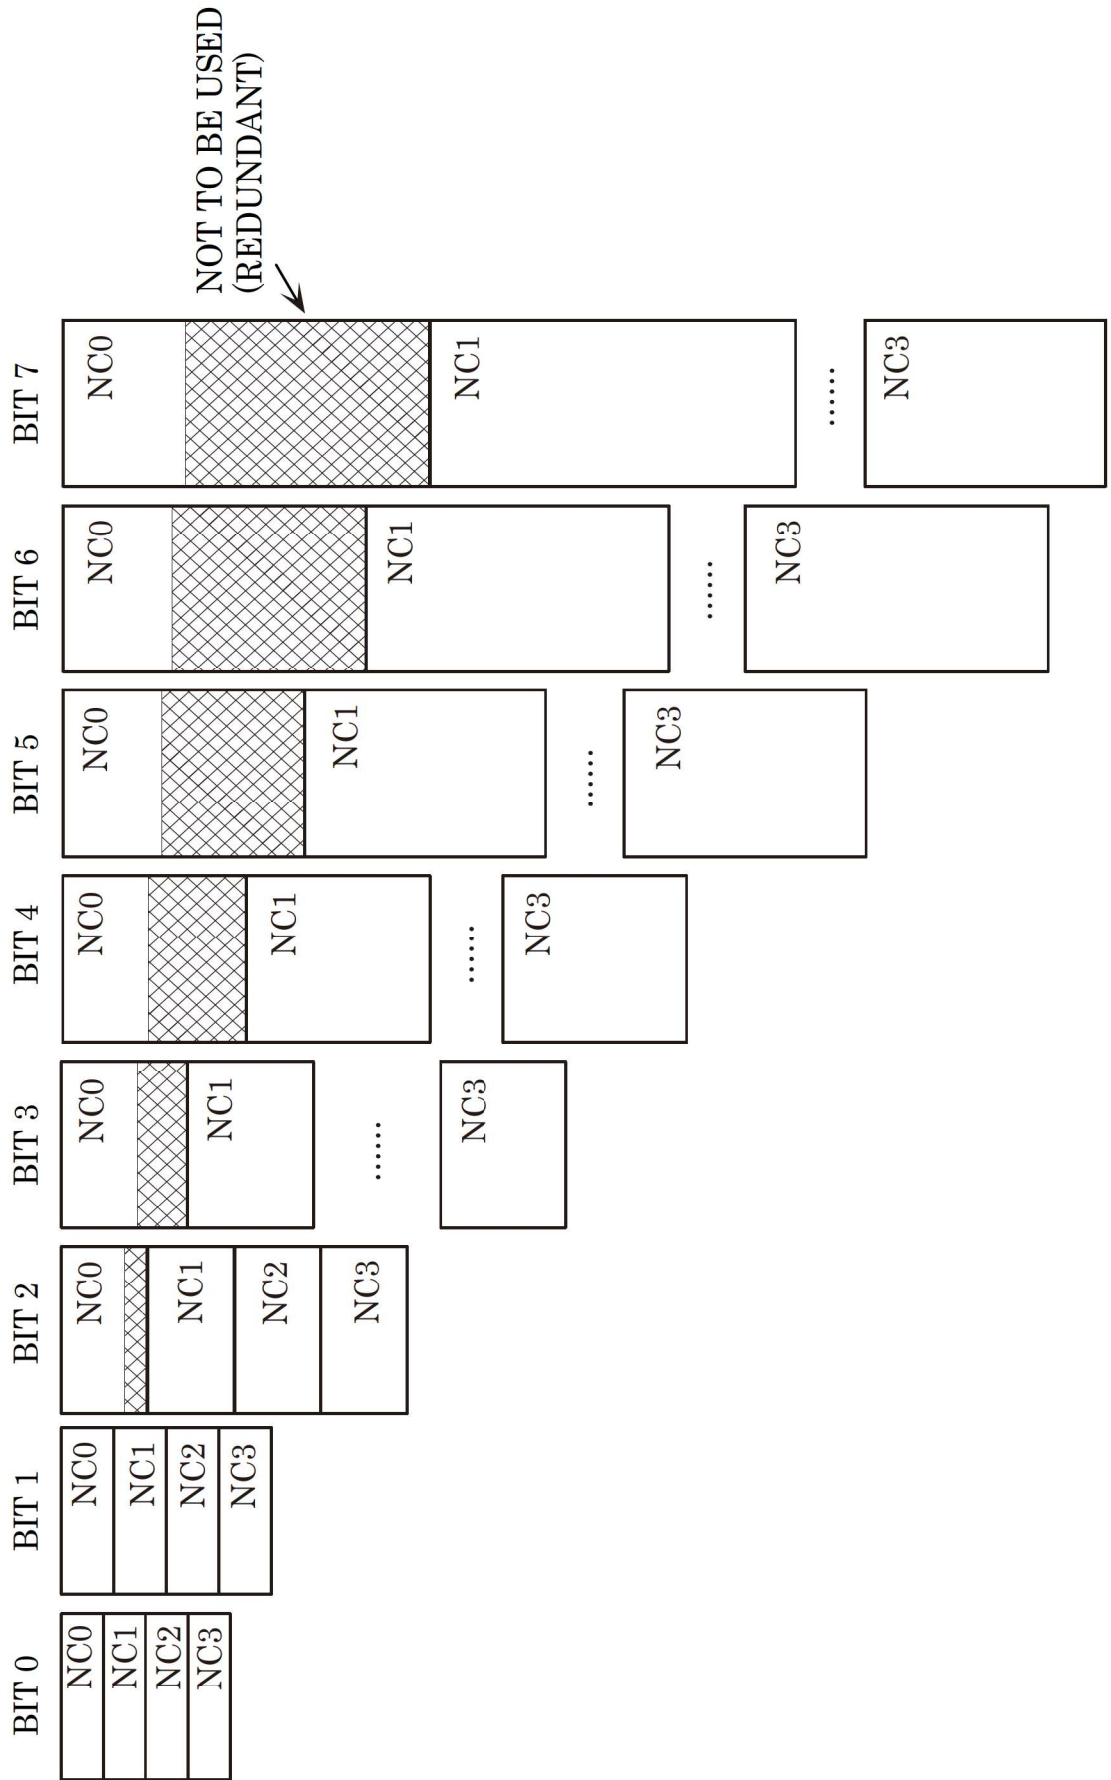 BIT 0
NC0
NC1
NC2
NC3
BIT 1
NC0
NC1
NC2
NC3
BIT 2
NC0
NC1
NC2
NC3
BIT 3
NC0
NC1
......
NC3
BIT 4
NC0
NC1
......
NC3
BIT 5
NC0
NC1
......
NC3
BIT 6
NC0
NC1
......
NC3
BIT 7
NC0
NC1
......
NC3
NOT TO BE USED
(REDUNDANT)